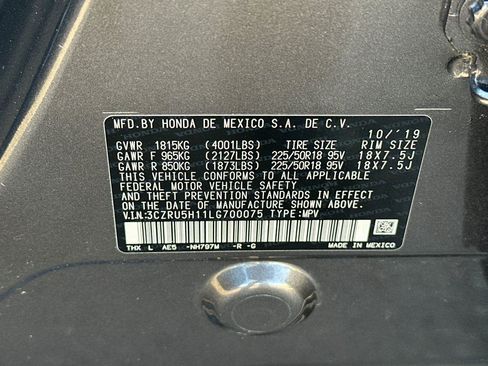 MFD.BY HONDA DE MEXICO S.A. DE C.V.
10/'19
GVWR 1815KG (4001LBS) TIRE SIZE RIM SIZE
GAWR F 965KG (2127LBS) 225/50R18 95V 18X7.5J
GAWR R 850KG (1873LBS) 225/50R18 95V 18X7.5J
THIS VEHICLE CONFORMS TO ALL APPLICABLE
FEDERAL MOTOR VEHICLE SAFETY, BUMPER,
AND THEFT PREVENTION STANDARDS IN EFFECT
ON THE DATE OF MANUFACTURE SHOWN ABOVE.
V.I.N:3CZRU5H11LG700075 TYPE:MPV
THX L AE5 -NH797M -R -G MADE IN MEXICO